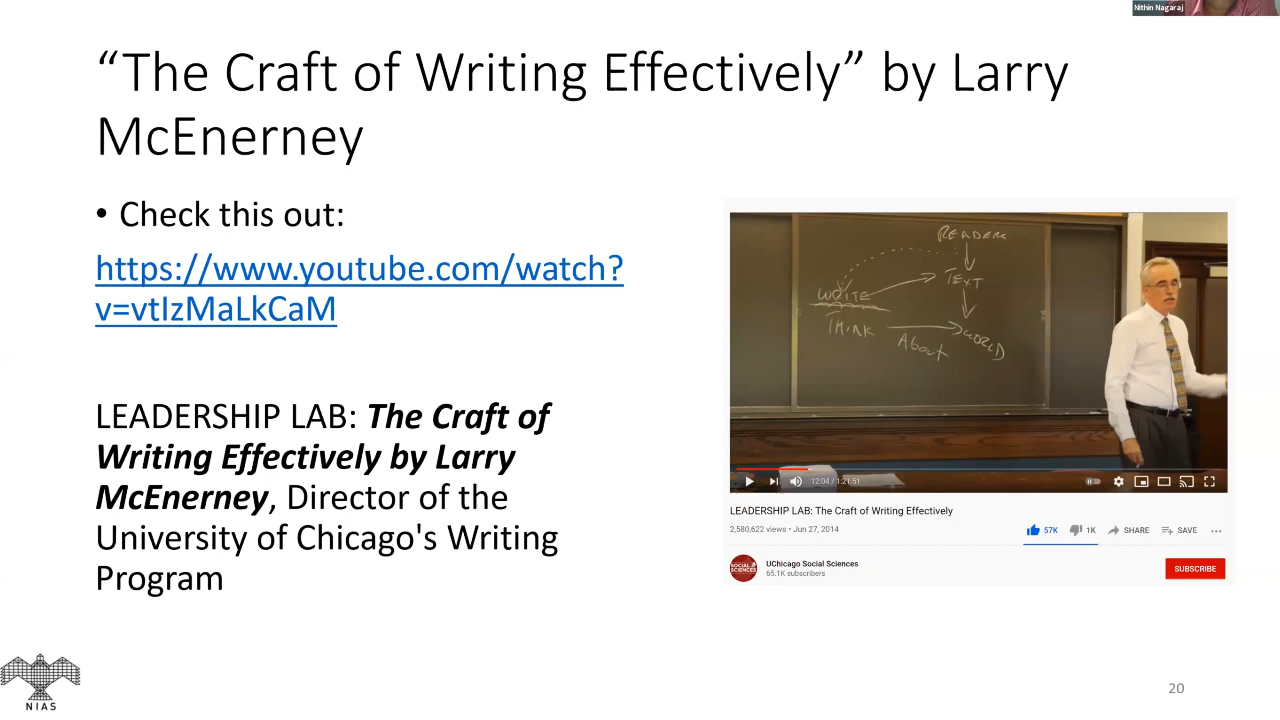 Nithin Nagaraj
“The Craft of Writing Effectively” by Larry
McEnerney
• Check this out:
https://www.youtube.com/watch?
v=vtIzMaLkCaM
LEADERSHIP LAB: The Craft of
Writing Effectively by Larry
McEnerney, Director of the
University of Chicago's Writing
Program
READERS
TEXT
WRITE
THINK
About
WORLD
12:04 / 1:21:51
LEADERSHIP LAB: The Craft of Writing Effectively
2,580,622 views • Jun 27, 2014
57K
1K
SHARE
SAVE
SOCIAL
SCIENCES
UChicago Social Sciences
65.1K subscribers
SUBSCRIBE
NIAS
20